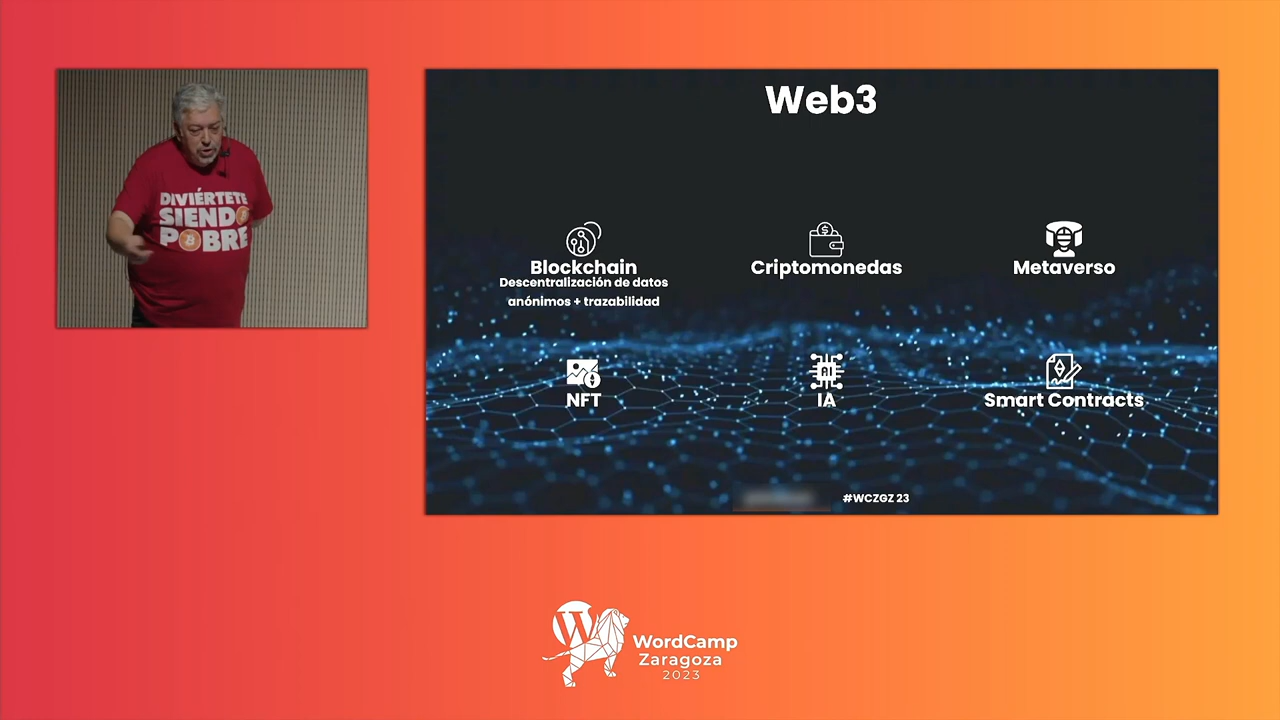 DIVIÉRTETE
SIENDO
POBRE
Web3
Blockchain
Descentralización de datos
anónimos + trazabilidad
Criptomonedas
Metaverso
NFT
AI
IA
Smart Contracts
#WCZGZ 23
WordCamp
Zaragoza
2023